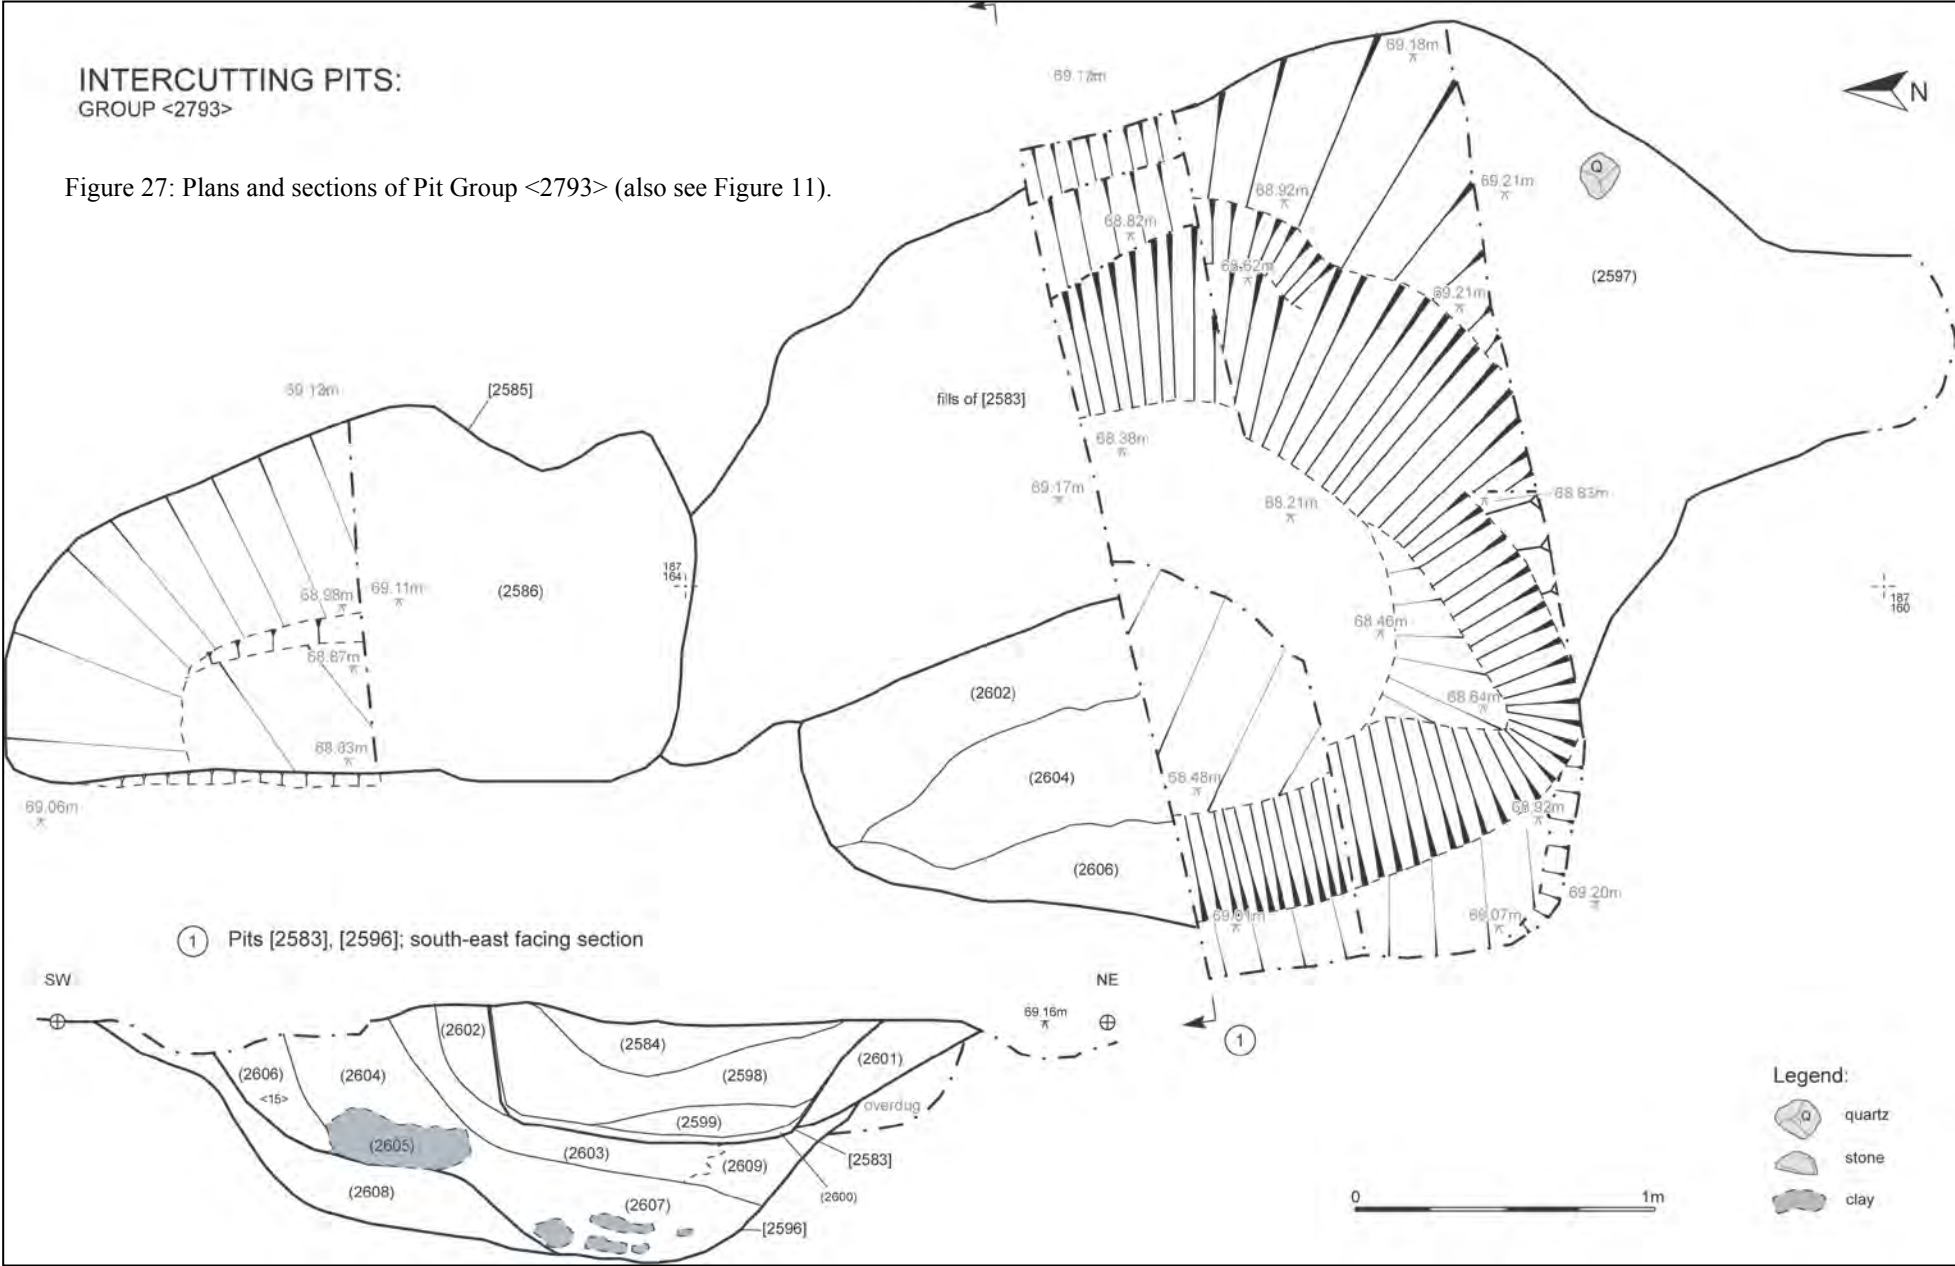 INTERCUTTING PITS:
GROUP <2793>
Figure 27: Plans and sections of Pit Group <2793> (also see Figure 11).
N
69.18m
69.21m
Q
68.92m
68.82m
68.62m
69.21m
(2597)
69.12m
[2585]
fills of [2583]
68.38m
69.17m
68.21m
68.83m
187
164
68.98m
69.11m
(2586)
187
160
68.46m
68.87m
(2602)
68.64m
68.83m
(2604)
68.48m
69.06m
68.92m
(2606)
69.20m
69.01m
69.07m
1 Pits [2583], [2596]; south-east facing section
SW
NE
69.16m
1
(2602)
(2584)
(2601)
(2606)
(2604)
(2598)
<15>
overdug
(2599)
(2605)
(2603)
(2609)
[2583]
(2608)
(2600)
(2607)
[2596]
0 1m
Legend:
Q quartz
stone
clay